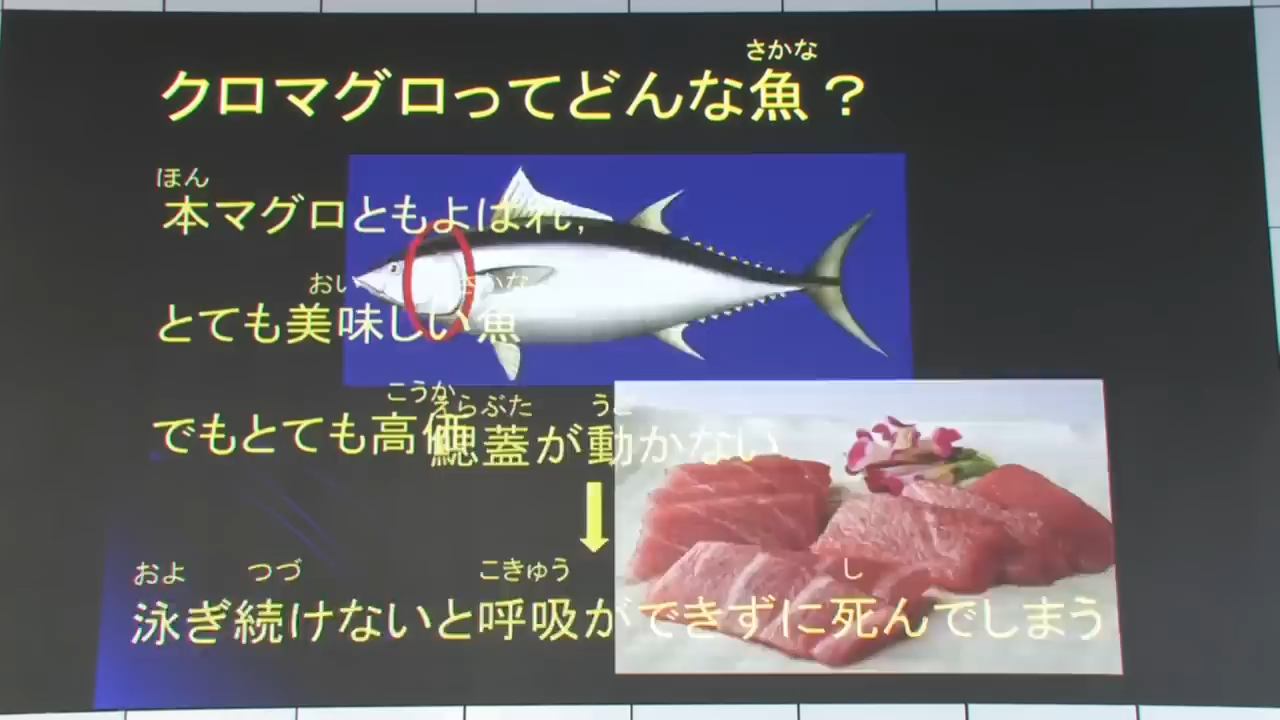 さかな
クロマグロってどんな魚？
ほん
本マグロともよばれ,
おい さかな
とても美味しい魚
こうか
でもとても高価
えらぶた うご
鰓蓋が動かない
およ つづ こきゅう し
泳ぎ続けないと呼吸ができずに死んでしまう